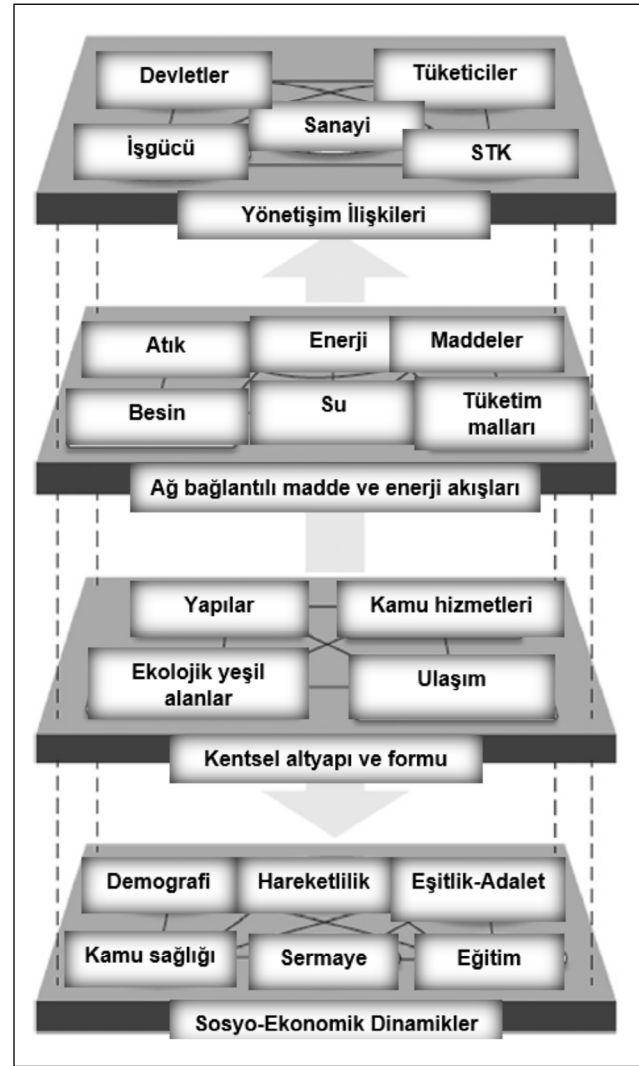 Devletler
Tüketiciler
Sanayi
İşgücü
STK
Yönetişim İlişkileri
Atık
Enerji
Maddeler
Besin
Su
Tüketim
malları
Ağ bağlantılı madde ve enerji akışları
Yapılar
Kamu hizmetleri
Ekolojik yeşil
alanlar
Ulaşım
Kentsel altyapı ve formu
Demografi
Hareketlilik
Eşitlik-Adalet
Kamu sağlığı
Sermaye
Eğitim
Sosyo-Ekonomik Dinamikler